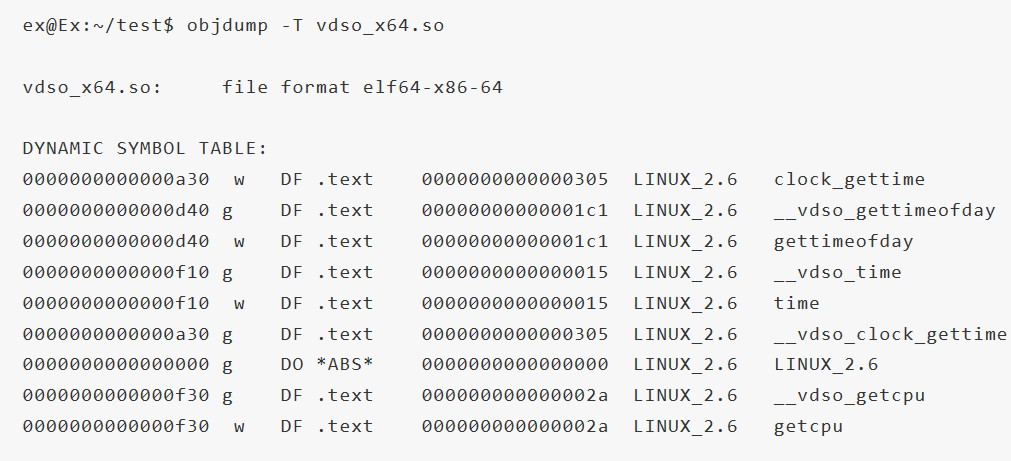 ex@Ex:~/test$ objdump -T vdso_x64.so
vdso_x64.so:     file format elf64-x86-64
DYNAMIC SYMBOL TABLE:
0000000000000a30  w   DF .text    0000000000000305  LINUX_2.6   clock_gettime
0000000000000d40 g    DF .text    00000000000001c1  LINUX_2.6   __vdso_gettimeofday
0000000000000d40  w   DF .text    00000000000001c1  LINUX_2.6   gettimeofday
0000000000000f10 g    DF .text    0000000000000015  LINUX_2.6   __vdso_time
0000000000000f10  w   DF .text    0000000000000015  LINUX_2.6   time
0000000000000a30 g    DF .text    0000000000000305  LINUX_2.6   __vdso_clock_gettime
0000000000000000 g    DO *ABS*    0000000000000000  LINUX_2.6   LINUX_2.6
0000000000000f30 g    DF .text    000000000000002a  LINUX_2.6   __vdso_getcpu
0000000000000f30  w   DF .text    000000000000002a  LINUX_2.6   getcpu